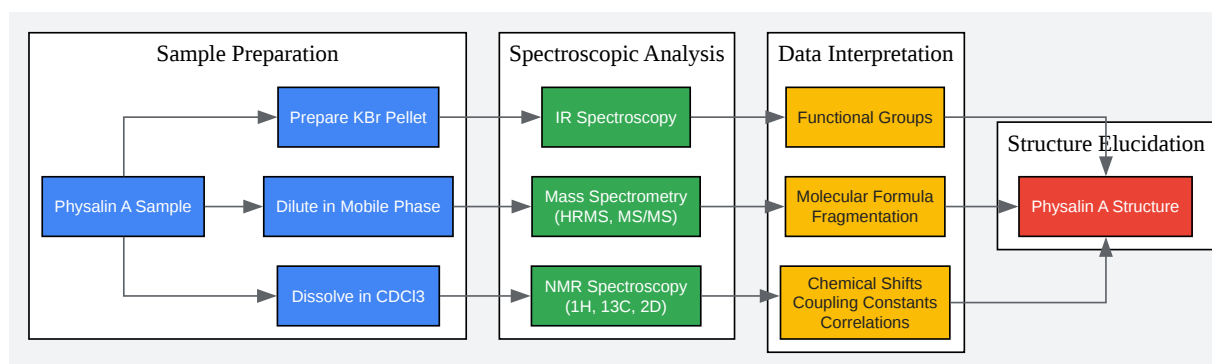 Sample Preparation
Spectroscopic Analysis
Data Interpretation
Structure Elucidation
Prepare KBr Pellet
IR Spectroscopy
Functional Groups
Physalin A Sample
Dilute in Mobile Phase
Mass Spectrometry
(HRMS, MS/MS)
Molecular Formula
Fragmentation
Physalin A Structure
Dissolve in CDCl3
NMR Spectroscopy
(1H, 13C, 2D)
Chemical Shifts
Coupling Constants
Correlations